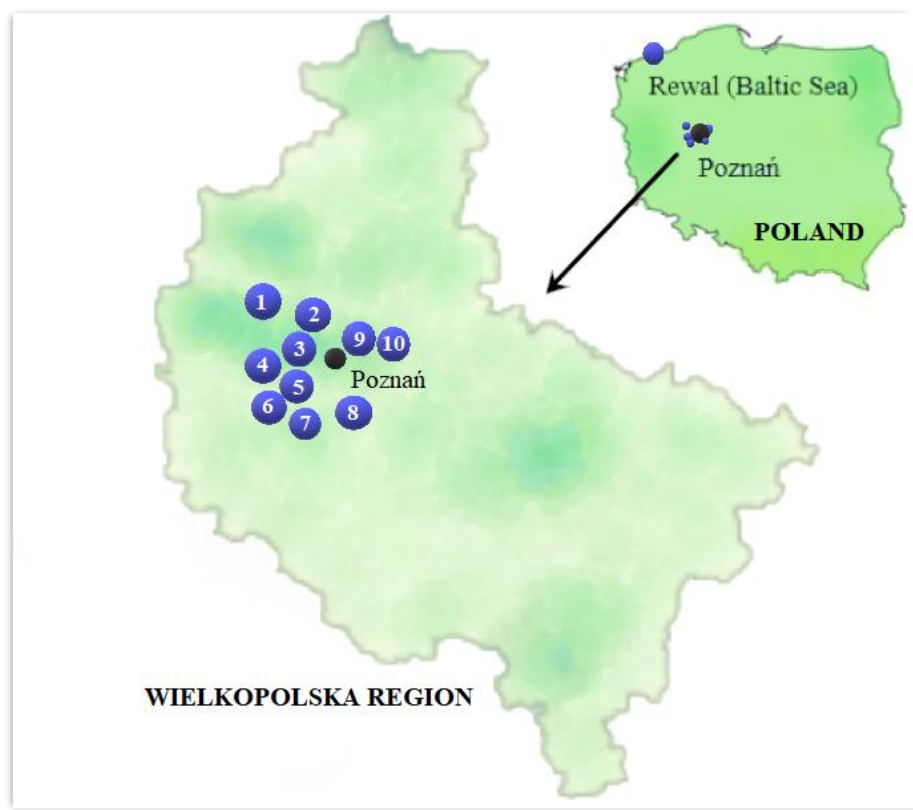 Rewal (Baltic Sea)
Poznań
POLAND
1
2
9
10
3
4
Poznań
5
6
8
7
WIELKOPOLSKA REGION